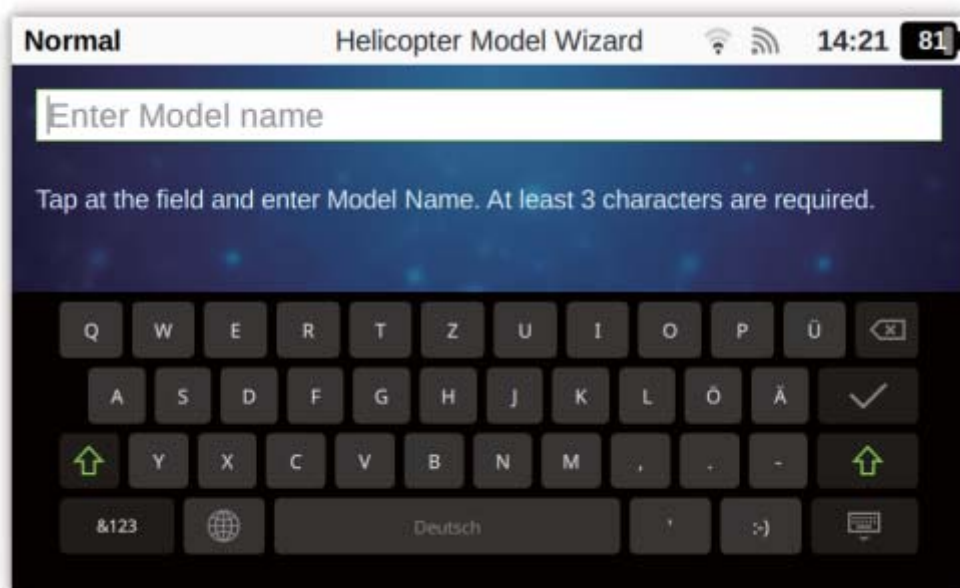 Normal Helicopter Model Wizard 14:21 81
Enter Model name
Tap at the field and enter Model Name. At least 3 characters are required.
Q W E R T Z U I O P Ü
A S D F G H J K L Ö Ä
Y X C V B N M , . -
&123 Deutsch ' :-)